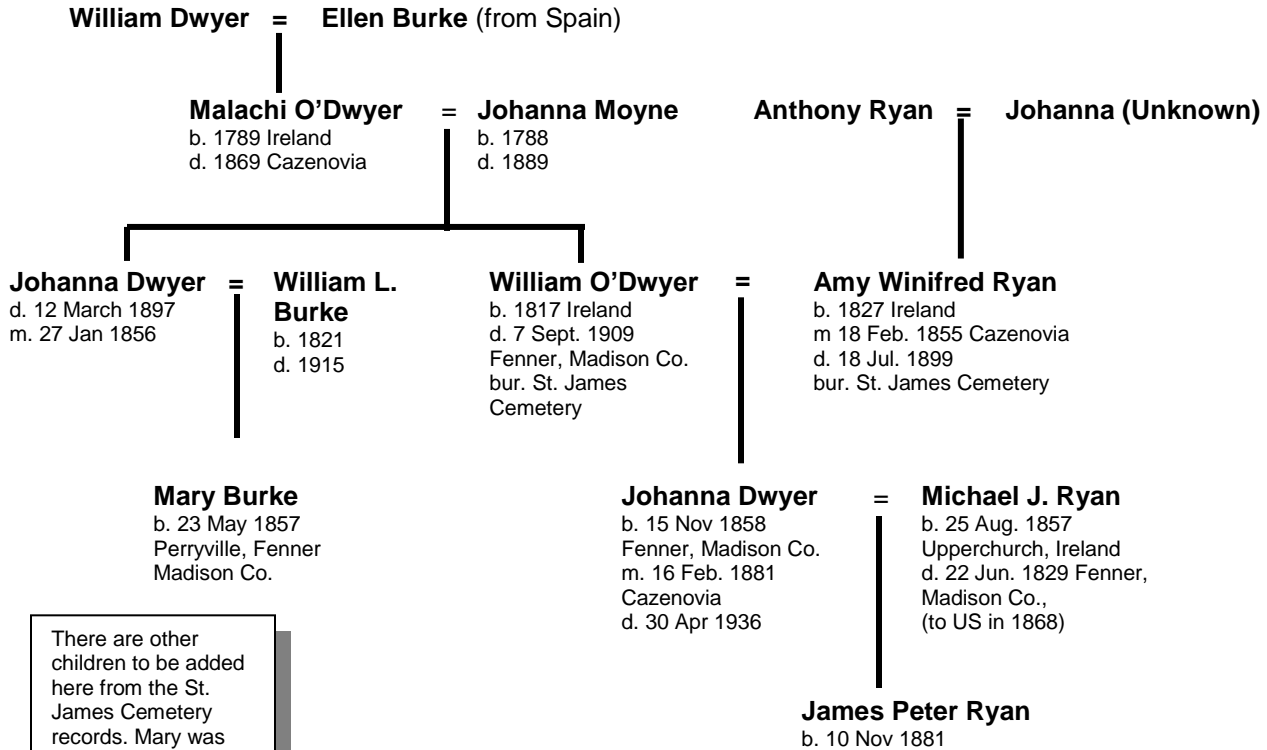 William Dwyer = Ellen Burke (from Spain)
Malachi O'Dwyer = Johanna Moyne
b. 1789 Ireland
d. 1869 Cazenovia
b. 1788
d. 1889
Anthony Ryan = Johanna (Unknown)
Johanna Dwyer =
d. 12 March 1897
m. 27 Jan 1856
William L.
Burke
b. 1821
d. 1915
William O'Dwyer =
b. 1817 Ireland
d. 7 Sept. 1909
Fenner, Madison Co.
bur. St. James
Cemetery
Amy Winifred Ryan
b. 1827 Ireland
m 18 Feb. 1855 Cazenovia
d. 18 Jul. 1899
bur. St. James Cemetery
Mary Burke
b. 23 May 1857
Perryville, Fenner
Madison Co.
Johanna Dwyer =
b. 15 Nov 1858
Fenner, Madison Co.
m. 16 Feb. 1881
Cazenovia
d. 30 Apr 1936
Michael J. Ryan
b. 25 Aug. 1857
Upperchurch, Ireland
d. 22 Jun. 1829 Fenner,
Madison Co.,
(to US in 1868)
There are other
children to be added
here from the St.
James Cemetery
records. Mary was
James Peter Ryan
b. 10 Nov 1881